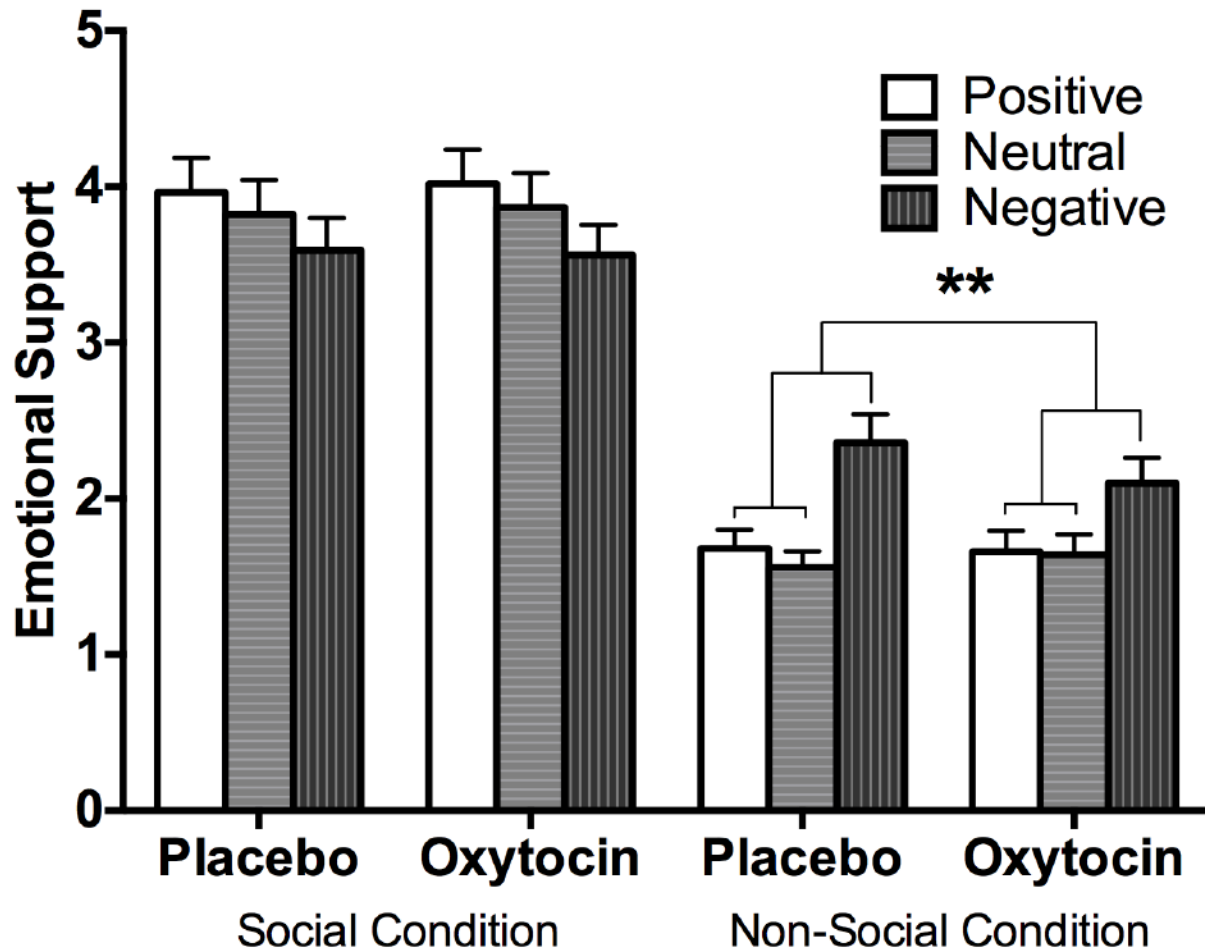 Emotional Support
5
4
3
2
1
0
Positive
Neutral
Negative
**
Placebo Oxytocin Placebo Oxytocin
Social Condition Non-Social Condition